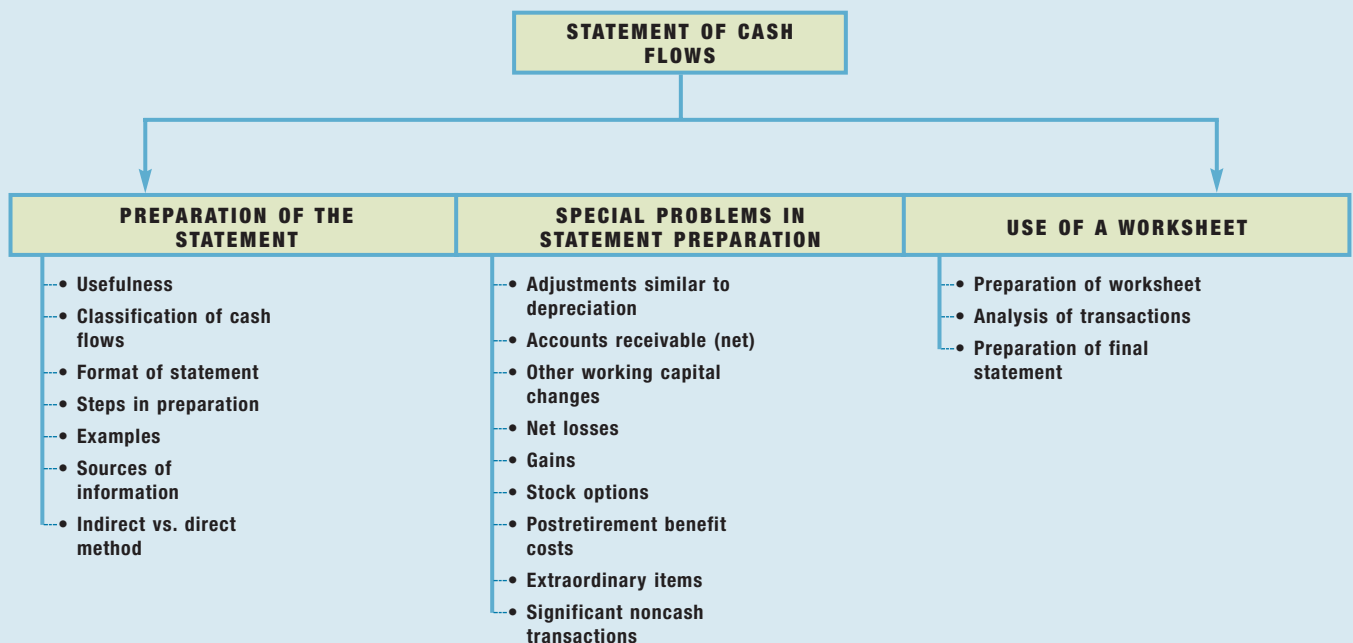 STATEMENT OF CASH
FLOWS
PREPARATION OF THE
STATEMENT
• Usefulness
• Classification of cash
flows
• Format of statement
• Steps in preparation
• Examples
• Sources of
information
• Indirect vs. direct
method
SPECIAL PROBLEMS IN
STATEMENT PREPARATION
• Adjustments similar to
depreciation
• Accounts receivable (net)
• Other working capital
changes
• Net losses
• Gains
• Stock options
• Postretirement benefit
costs
• Extraordinary items
• Significant noncash
transactions
USE OF A WORKSHEET
• Preparation of worksheet
• Analysis of transactions
• Preparation of final
statement